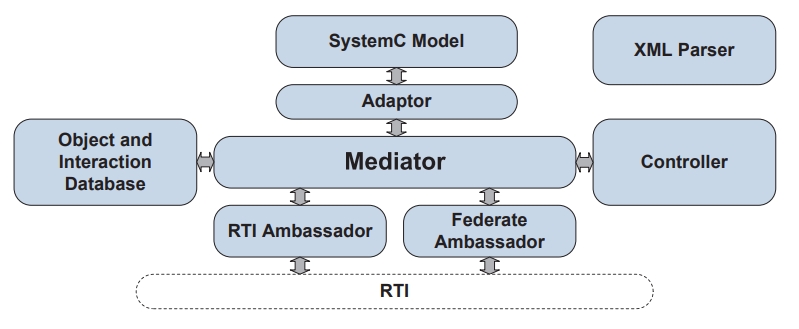 SystemC Model
XML Parser
Adaptor
Object and
Interaction
Database
Mediator
Controller
RTI Ambassador
Federate
Ambassador
RTI